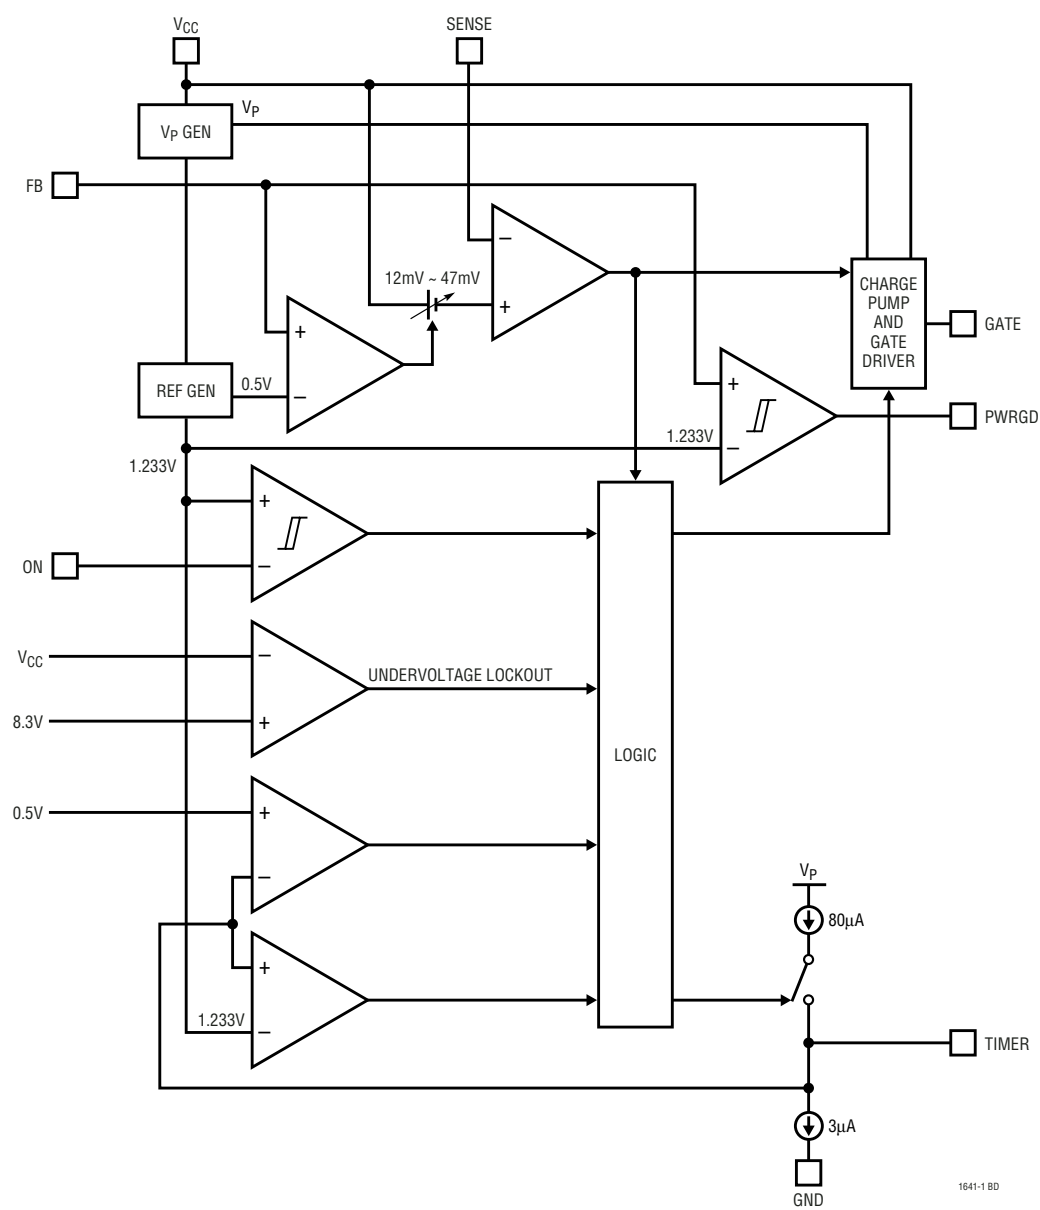 VCC
SENSE
VP
VP GEN
FB
12mV ~ 47mV
−
+
CHARGE
PUMP
AND
GATE
DRIVER
GATE
+
REF GEN
0.5V
−
+
PWRGD
1.233V
−
1.233V
+
ON
−
VCC
−
UNDERVOLTAGE LOCKOUT
8.3V
+
LOGIC
0.5V
+
−
VP
80µA
+
1.233V
−
TIMER
3µA
GND
1641-1 BD